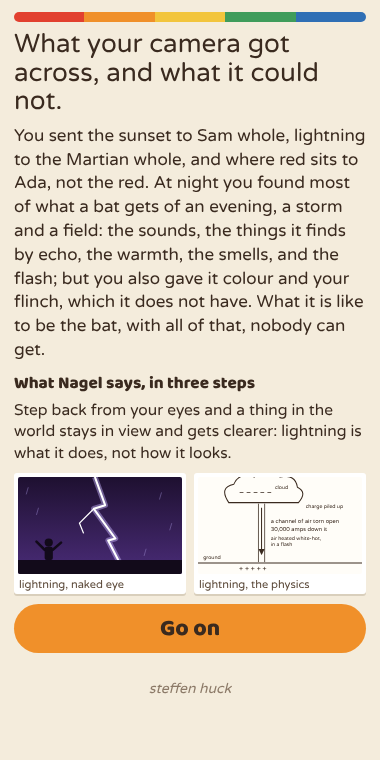 What your camera got
across, and what it could
not.
You sent the sunset to Sam whole, lightning
to the Martian whole, and where red sits to
Ada, not the red. At night you found most
of what a bat gets of an evening, a storm
and a field: the sounds, the things it finds
by echo, the warmth, the smells, and the
flash; but you also gave it colour and your
flinch, which it does not have. What it is like
to be the bat, with all of that, nobody can
get.
What Nagel says, in three steps
Step back from your eyes and a thing in the
world stays in view and gets clearer: lightning is
what it does, not how it looks.
cloud
charge piled up
a channel of air torn open
30,000 amps down it
air heated white-hot,
in a flash
ground
+ + + + +
lightning, naked eye
lightning, the physics
Go on
steffen huck